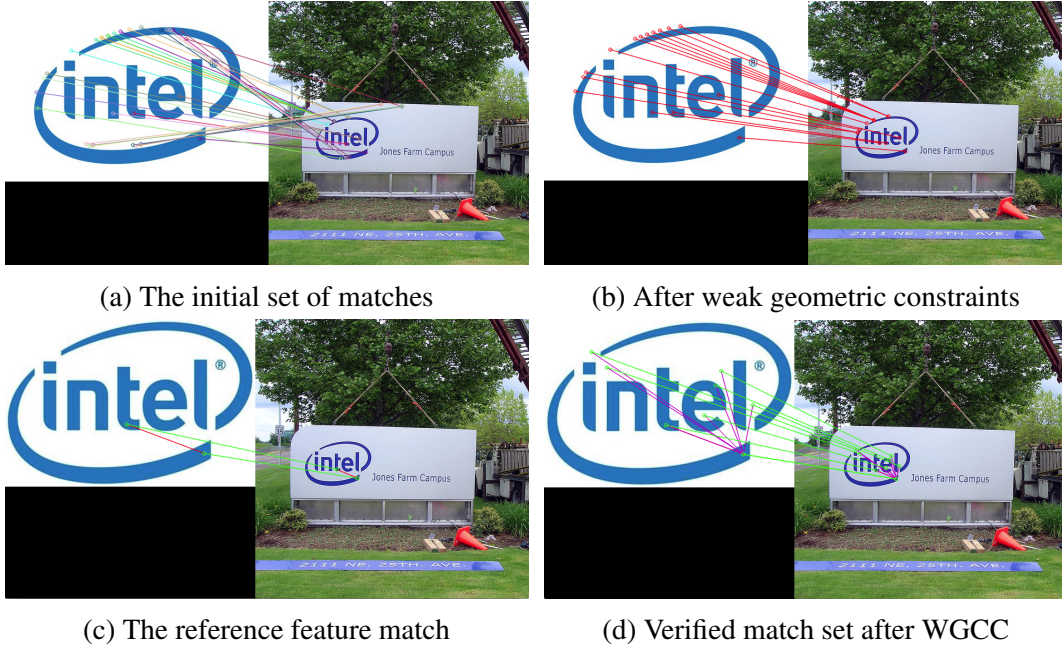 intel®
intel
Jones Farm Campus
2111 NE. 25TH. AVE.
(a) The initial set of matches
intel®
intel
Jones Farm Campus
2111 NE. 25TH. AVE.
(b) After weak geometric constraints
intel®
intel
Jones Farm Campus
2111 NE. 25TH. AVE.
(c) The reference feature match
intel®
intel
Jones Farm Campus
2111 NE. 25TH. AVE.
(d) Verified match set after WGCC